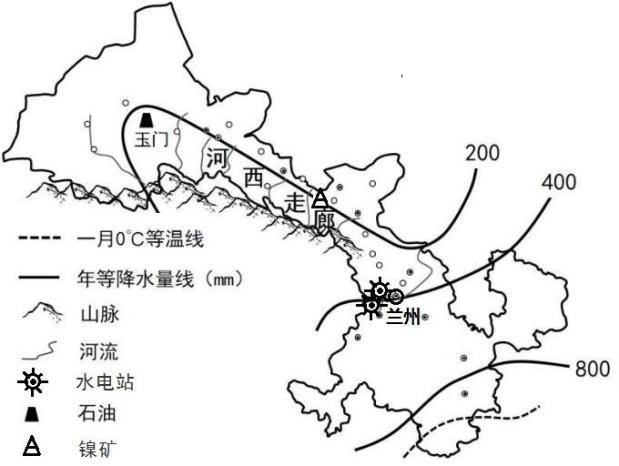 200
400
玉门
河
西
走
廊
一月0℃等温线
年等降水量线（mm）
山脉
兰州
河流
800
水电站
石油
镍矿